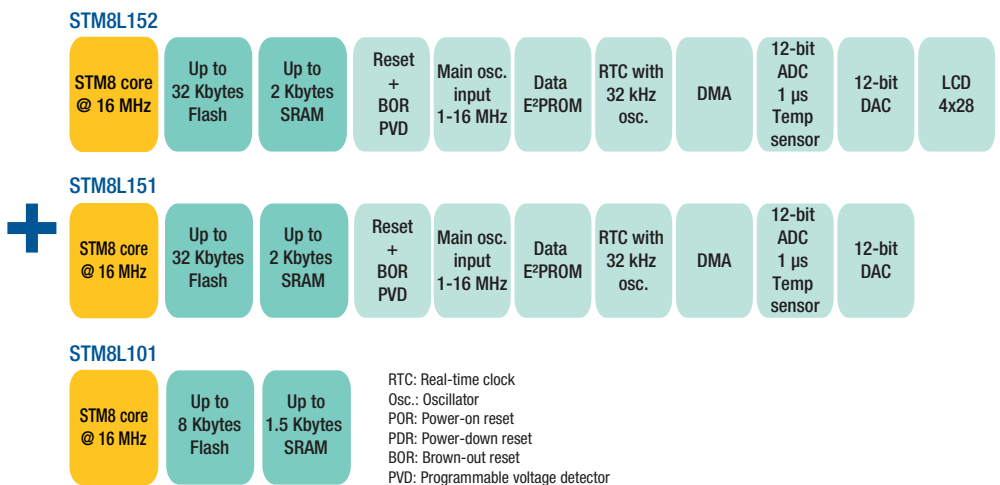 STM8L152
STM8 core
@ 16 MHz
Up to
32 Kbytes
Flash
Up to
2 Kbytes
SRAM
Reset
+
BOR
PVD
Main osc.
input
1-16 MHz
Data
E²PROM
RTC with
32 kHz
osc.
DMA
12-bit
ADC
1 µs
Temp
sensor
12-bit
DAC
LCD
4x28
STM8L151
STM8 core
@ 16 MHz
Up to
32 Kbytes
Flash
Up to
2 Kbytes
SRAM
Reset
+
BOR
PVD
Main osc.
input
1-16 MHz
Data
E²PROM
RTC with
32 kHz
osc.
DMA
12-bit
ADC
1 µs
Temp
sensor
12-bit
DAC
STM8L101
STM8 core
@ 16 MHz
Up to
8 Kbytes
Flash
Up to
1.5 Kbytes
SRAM
RTC: Real-time clock
Osc.: Oscillator
POR: Power-on reset
PDR: Power-down reset
BOR: Brown-out reset
PVD: Programmable voltage detector